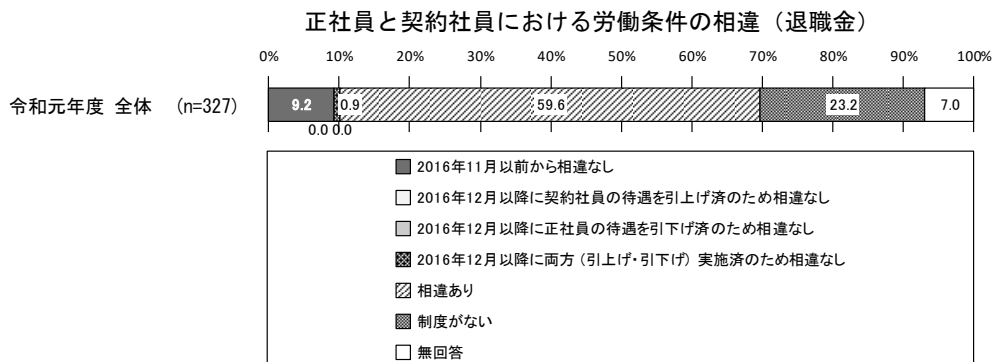 正社員と契約社員における労働条件の相違（退職金）
0% 10% 20% 30% 40% 50% 60% 70% 80% 90% 100%
令和元年度 全体 (n=327) 9.2 0.9 59.6 23.2 7.0
0.0 0.0
2016年11月以前から相違なし
2016年12月以降に契約社員の待遇を引上げ済のため相違なし
2016年12月以降に正社員の待遇を引下げ済のため相違なし
2016年12月以降に両方（引上げ・引下げ）実施済のため相違なし
相違あり
制度がない
無回答